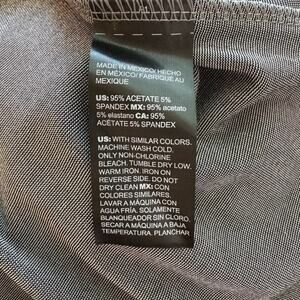 MADE IN MEXICO/ HECHO
EN MÉXICO/ FABRIQUÉ AU
MEXIQUE
US: 95% ACETATE 5%
SPANDEX MX: 95% acetato
5% elastano CA: 95%
ACÉTATE 5% SPANDEX
US: WITH SIMILAR COLORS.
MACHINE WASH COLD.
ONLY NON-CHLORINE
BLEACH. TUMBLE DRY LOW.
WARM IRON. IRON ON
REVERSE SIDE. DO NOT
DRY CLEAN MX: CON
COLORES SIMILARES.
LAVAR A MÁQUINA CON
AGUA FRÍA. SOLAMENTE
BLANQUEADOR SIN CLORO.
SECAR A MÁQUINA A BAJA
TEMPERATURA. PLANCHAR